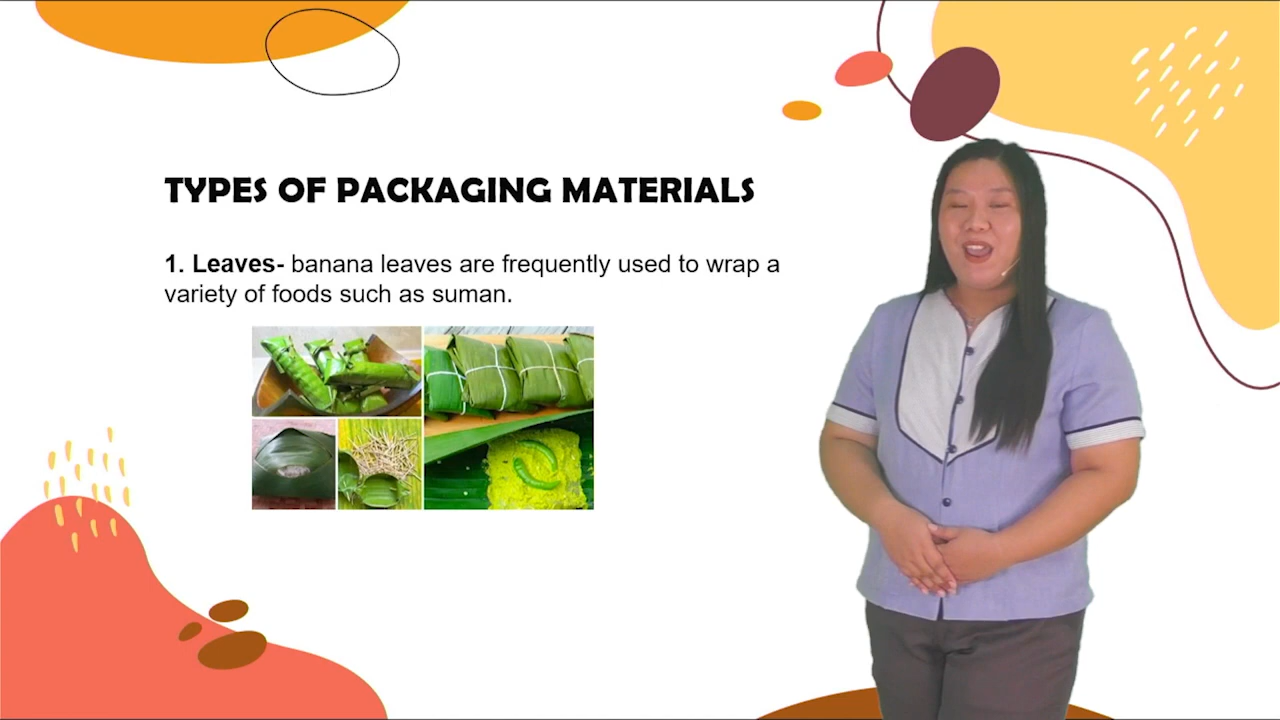 TYPES OF PACKAGING MATERIALS
1. Leaves- banana leaves are frequently used to wrap a
variety of foods such as suman.